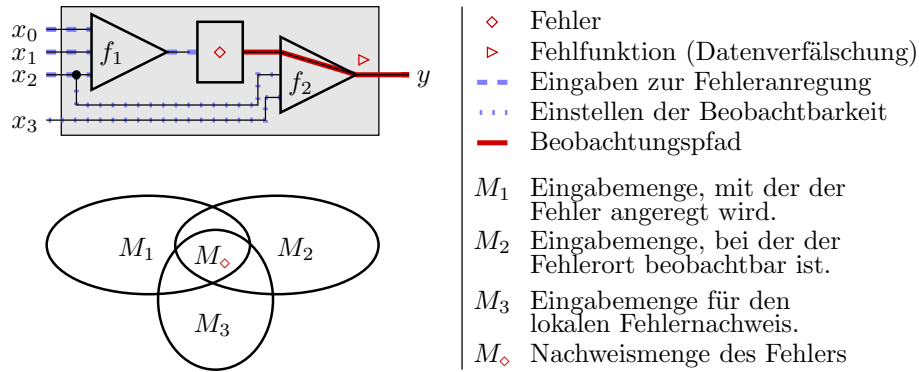 x₀
x₁
x₂
x₃
f₁
f₂
y
M₁
M◇
M₂
M₃
◇ Fehler
▷ Fehlfunktion (Datenverfälschung)
Eingaben zur Fehleranregung
Einstellen der Beobachtbarkeit
Beobachtungspfad
M₁ Eingabemenge, mit der der
Fehler angeregt wird.
M₂ Eingabemenge, bei der der
Fehlerort beobachtbar ist.
M₃ Eingabemenge für den
lokalen Fehlernachweis.
M◇ Nachweismenge des Fehlers